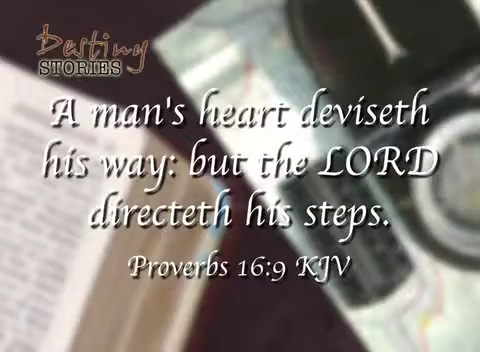 Destiny
STORIES
A man's heart deviseth
his way: but the LORD
directeth his steps.
Proverbs 16:9 KJV